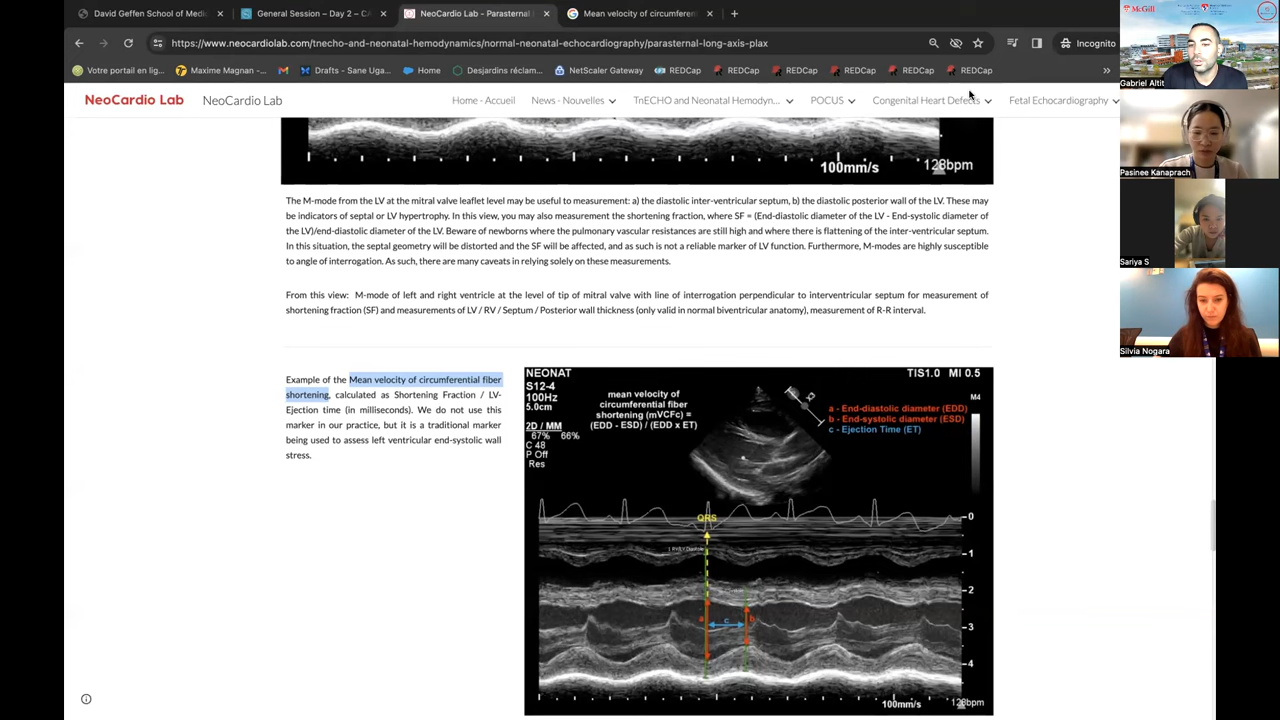 David Geffen School of Medic
General Session – Day 2 – CA
NeoCardio Lab - Parasternal
Mean velocity of circumferen
https://www.neocardiolab.com/tnecho-and-neonatal-hemodynamics/normal-neonatal-echocardiography/parasternal-long-axis-plax
Incognito
Votre portail en lig...
Maxime Magnan -...
Drafts - Sane Uga...
Home
Desjardins réclam...
NetScaler Gateway
REDCap
REDCap
REDCap
REDCap
REDCap
REDCap
NeoCardio Lab
NeoCardio Lab
Home - Accueil
News - Nouvelles
TnECHO and Neonatal Hemodyn...
POCUS
Congenital Heart Defects
Fetal Echocardiography
100mm/s
128bpm
The M-mode from the LV at the mitral valve leaflet level may be useful to measurement: a) the diastolic inter-ventricular septum, b) the diastolic posterior wall of the LV. These may
be indicators of septal or LV hypertrophy. In this view, you may also measurement the shortening fraction, where SF = (End-diastolic diameter of the LV - End-systolic diameter of
the LV)/end-diastolic diameter of the LV. Beware of newborns where the pulmonary vascular resistances are still high and where there is flattening of the inter-ventricular septum.
In this situation, the septal geometry will be distorted and the SF will be affected, and as such is not a reliable marker of LV function. Furthermore, M-modes are highly susceptible
to angle of interrogation. As such, there are many caveats in relying solely on these measurements.
From this view: M-mode of left and right ventricle at the level of tip of mitral valve with line of interrogation perpendicular to interventricular septum for measurement of
shortening fraction (SF) and measurements of LV / RV / Septum / Posterior wall thickness (only valid in normal biventricular anatomy), measurement of R-R interval.
Example of the Mean velocity of circumferential fiber
shortening, calculated as Shortening Fraction / LV-
Ejection time (in milliseconds). We do not use this
marker in our practice, but it is a traditional marker
being used to assess left ventricular end-systolic wall
stress.
NEONAT
S12-4
100Hz
5.0cm
2D / MM
67% 66%
C 48
P Off
Res
mean velocity of
circumferential fiber
shortening (mVCFc) =
(EDD - ESD) / (EDD x ET)
TIS1.0 MI 0.5
M4
a - End-diastolic diameter (EDD)
b - End-systolic diameter (ESD)
c - Ejection Time (ET)
QRS
a
c
b
0
1
2
3
4
100mm/s
128bpm
McGill
Gabriel Altit
Pasinee Kanaprach
Sariya S
Silvia Nogara